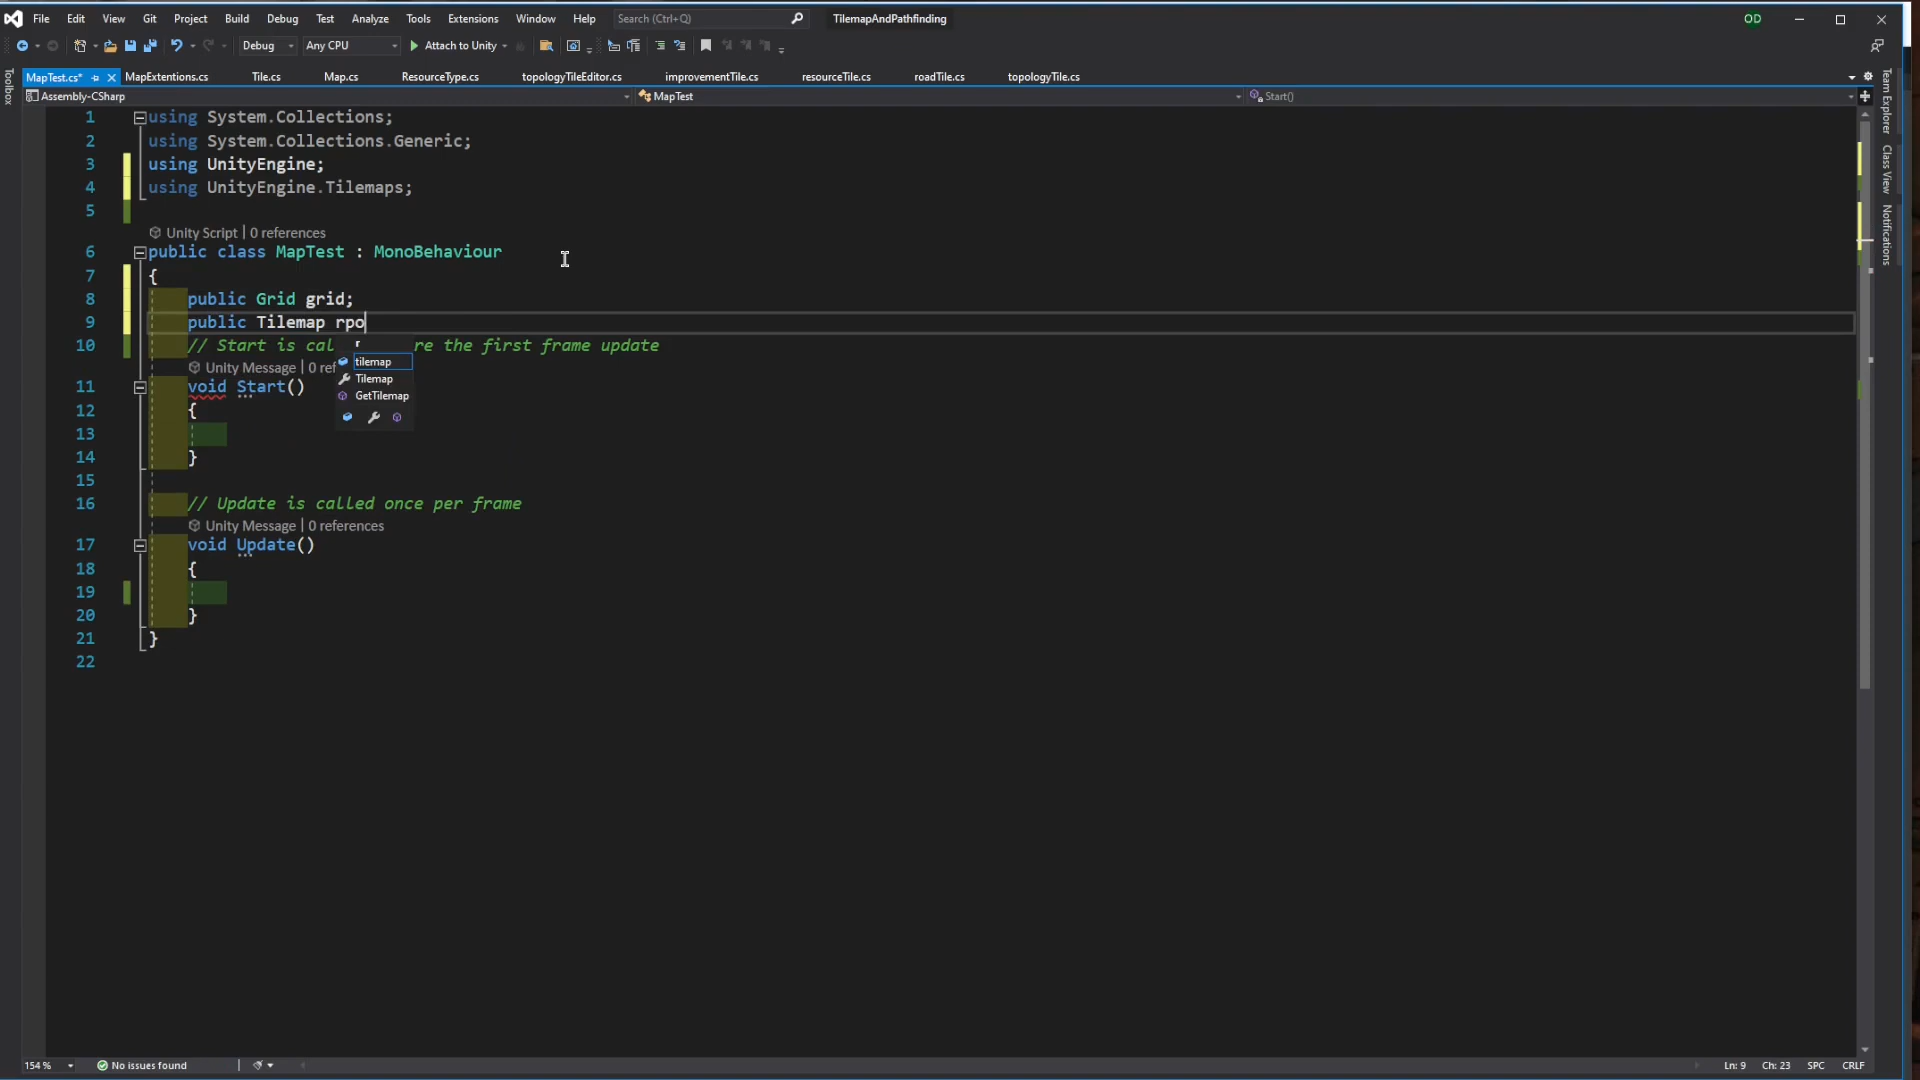 File Edit View Git Project Build Debug Test Analyze Tools Extensions Window Help Search (Ctrl+Q) TilemapAndPathfinding OD
Debug Any CPU Attach to Unity
MapTest.cs* MapExtentions.cs Tile.cs Map.cs ResourceType.cs topologyTileEditor.cs improvementTile.cs resourceTile.cs roadTile.cs topologyTile.cs
Assembly-CSharp MapTest Start()
Toolbox
Team Explorer
Class View
Notifications
1 using System.Collections;
2 using System.Collections.Generic;
3 using UnityEngine;
4 using UnityEngine.Tilemaps;
5
Unity Script | 0 references
6 public class MapTest : MonoBehaviour
7 {
8 public Grid grid;
9 public Tilemap rpo
10 // Start is cal r re the first frame update
tilemap
Unity Message | 0 ref
Tilemap
11 void Start()
GetTilemap
12 {
13
14 }
15
16 // Update is called once per frame
Unity Message | 0 references
17 void Update()
18 {
19
20 }
21 }
22
154 % No issues found Ln: 9 Ch: 23 SPC CRLF